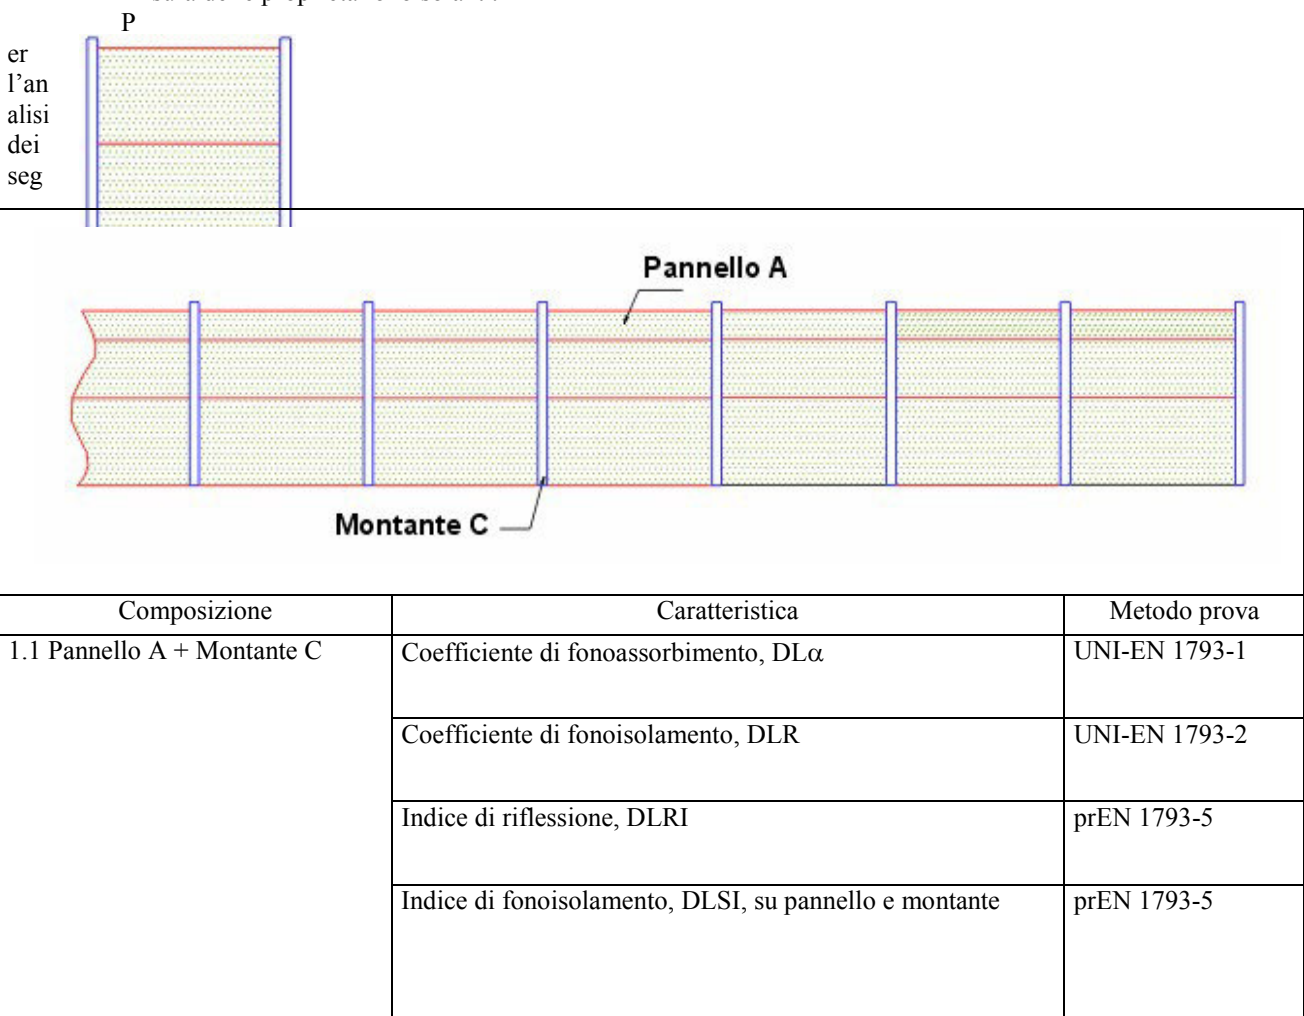 P
er
l’an
alisi
dei
seg
Pannello A
Montante C
Composizione Caratteristica Metodo prova
1.1 Pannello A + Montante C Coefficiente di fonoassorbimento, DLα UNI-EN 1793-1
Coefficiente di fonoisolamento, DLR UNI-EN 1793-2
Indice di riflessione, DLRI prEN 1793-5
Indice di fonoisolamento, DLSI, su pannello e montante prEN 1793-5